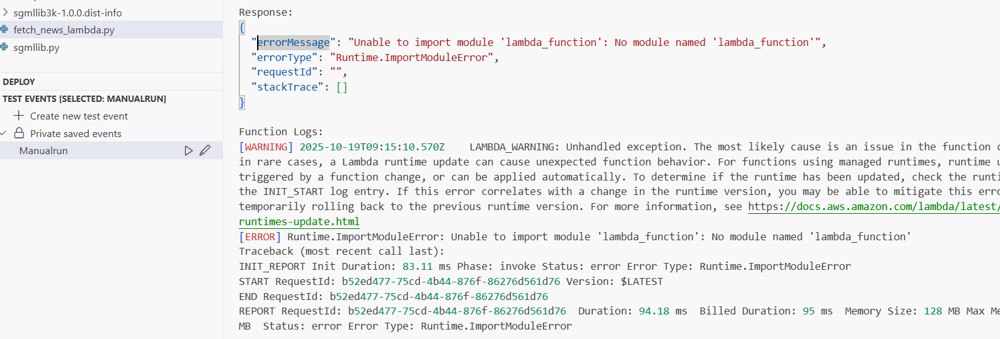 sgmllib3k-1.0.0.dist-info
fetch_news_lambda.py
sgmllib.py
DEPLOY
TEST EVENTS [SELECTED: MANUALRUN]
Create new test event
Private saved events
Manualrun
Response:
{
"errorMessage": "Unable to import module 'lambda_function': No module named 'lambda_function'",
"errorType": "Runtime.ImportModuleError",
"requestId": "",
"stackTrace": []
}
Function Logs:
[WARNING] 2025-10-19T09:15:10.570Z LAMBDA_WARNING: Unhandled exception. The most likely cause is an issue in the function
in rare cases, a Lambda runtime update can cause unexpected function behavior. For functions using managed runtimes, runtime
triggered by a function change, or can be applied automatically. To determine if the runtime has been updated, check the
the INIT_START log entry. If this error correlates with a change in the runtime version, you may be able to mitigate this
temporarily rolling back to the previous runtime version. For more information, see https://docs.aws.amazon.com/lambda/latest/
runtimes-update.html
[ERROR] Runtime.ImportModuleError: Unable to import module 'lambda_function': No module named 'lambda_function'
Traceback (most recent call last):
INIT_REPORT Init Duration: 83.11 ms Phase: invoke Status: error Error Type: Runtime.ImportModuleError
START RequestId: b52ed477-75cd-4b44-876f-86276d561d76 Version: $LATEST
END RequestId: b52ed477-75cd-4b44-876f-86276d561d76
REPORT RequestId: b52ed477-75cd-4b44-876f-86276d561d76 Duration: 94.18 ms Billed Duration: 95 ms Memory Size: 128 MB Max
MB Status: error Error Type: Runtime.ImportModuleError